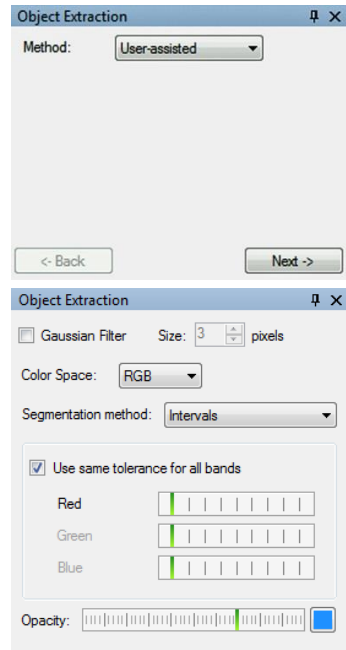 Object Extraction
Method: User-assisted
<- Back Next ->
Object Extraction
Gaussian Filter Size: 3 pixels
Color Space: RGB
Segmentation method: Intervals
Use same tolerance for all bands
Red
Green
Blue
Opacity: